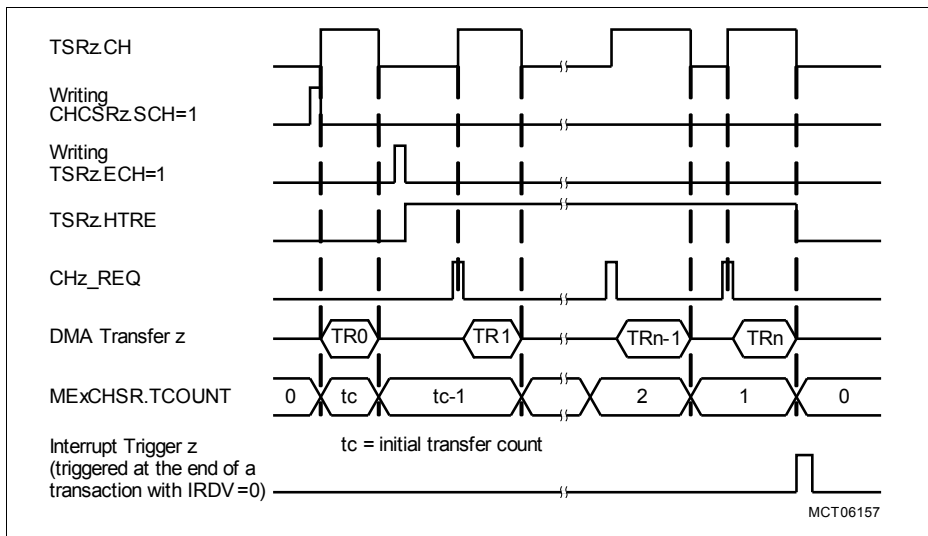 TSRz.CH
Writing
CHCSRz.SCH=1
Writing
TSRz.ECH=1
TSRz.HTRE
CHz_REQ
DMA Transfer z TR0 TR1 TRn-1 TRn
MExCHSR.TCOUNT 0 tc tc-1 2 1 0
Interrupt Trigger z
(triggered at the end of a
transaction with IRDV=0)
tc = initial transfer count
MCT06157